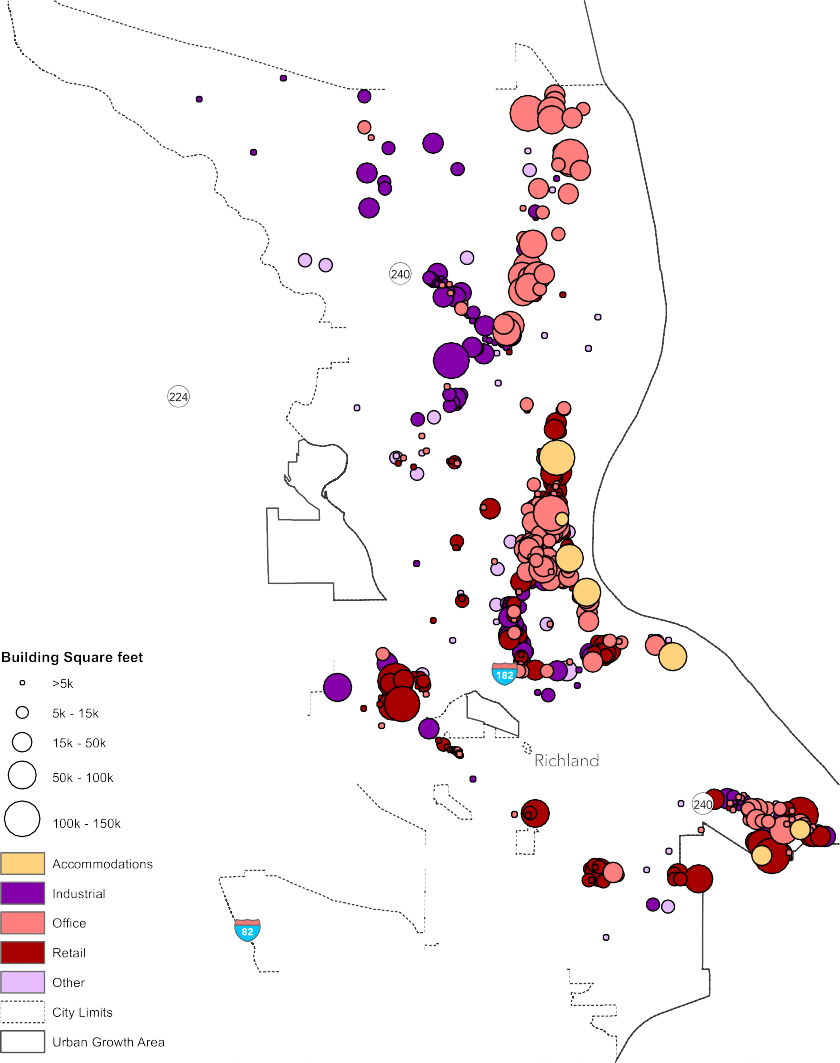 240
224
Building Square feet
>5k
5k - 15k
15k - 50k
50k - 100k
100k - 150k
182
Richland
240
Accommodations
Industrial
Office
82
Retail
Other
City Limits
Urban Growth Area